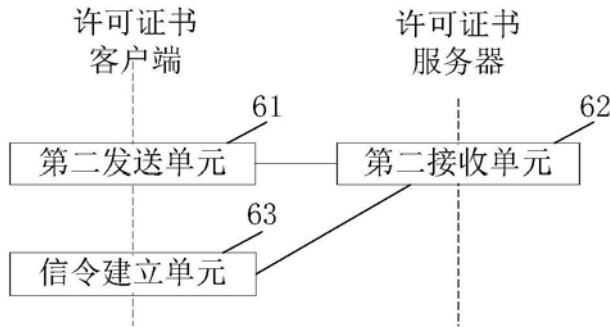 许可证书
客户端
许可证书
服务器
61
62
第二发送单元
第二接收单元
63
信令建立单元